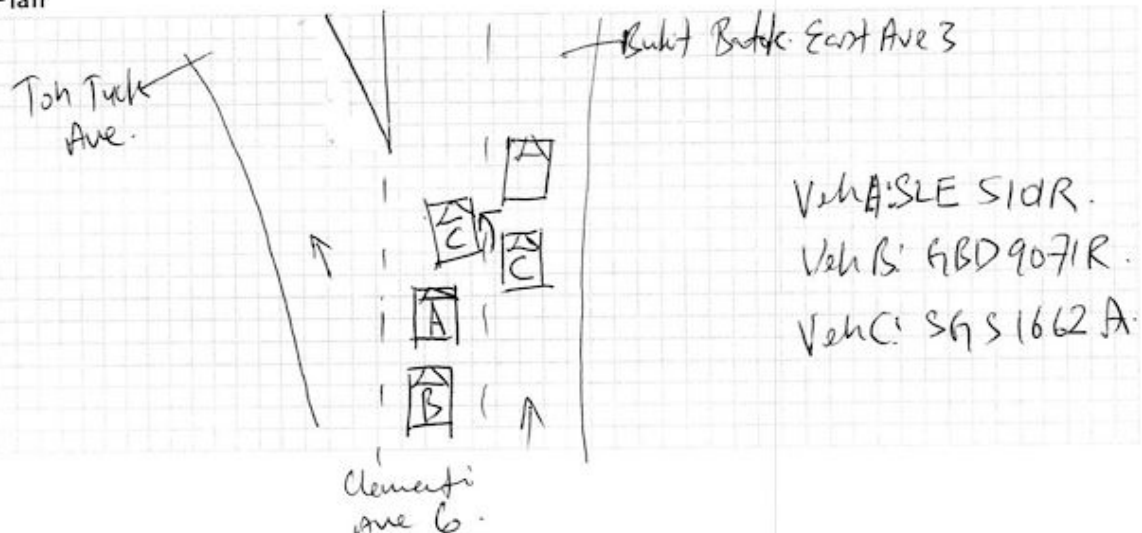 Plan
Bukit Batok East Ave 3
Toh Tuck
Ave.
C
C
A
B
Veh A: SLE 510R.
Veh B: GBD 9071R.
Veh C: SGS 1662 A.
Clementi
Ave 6.